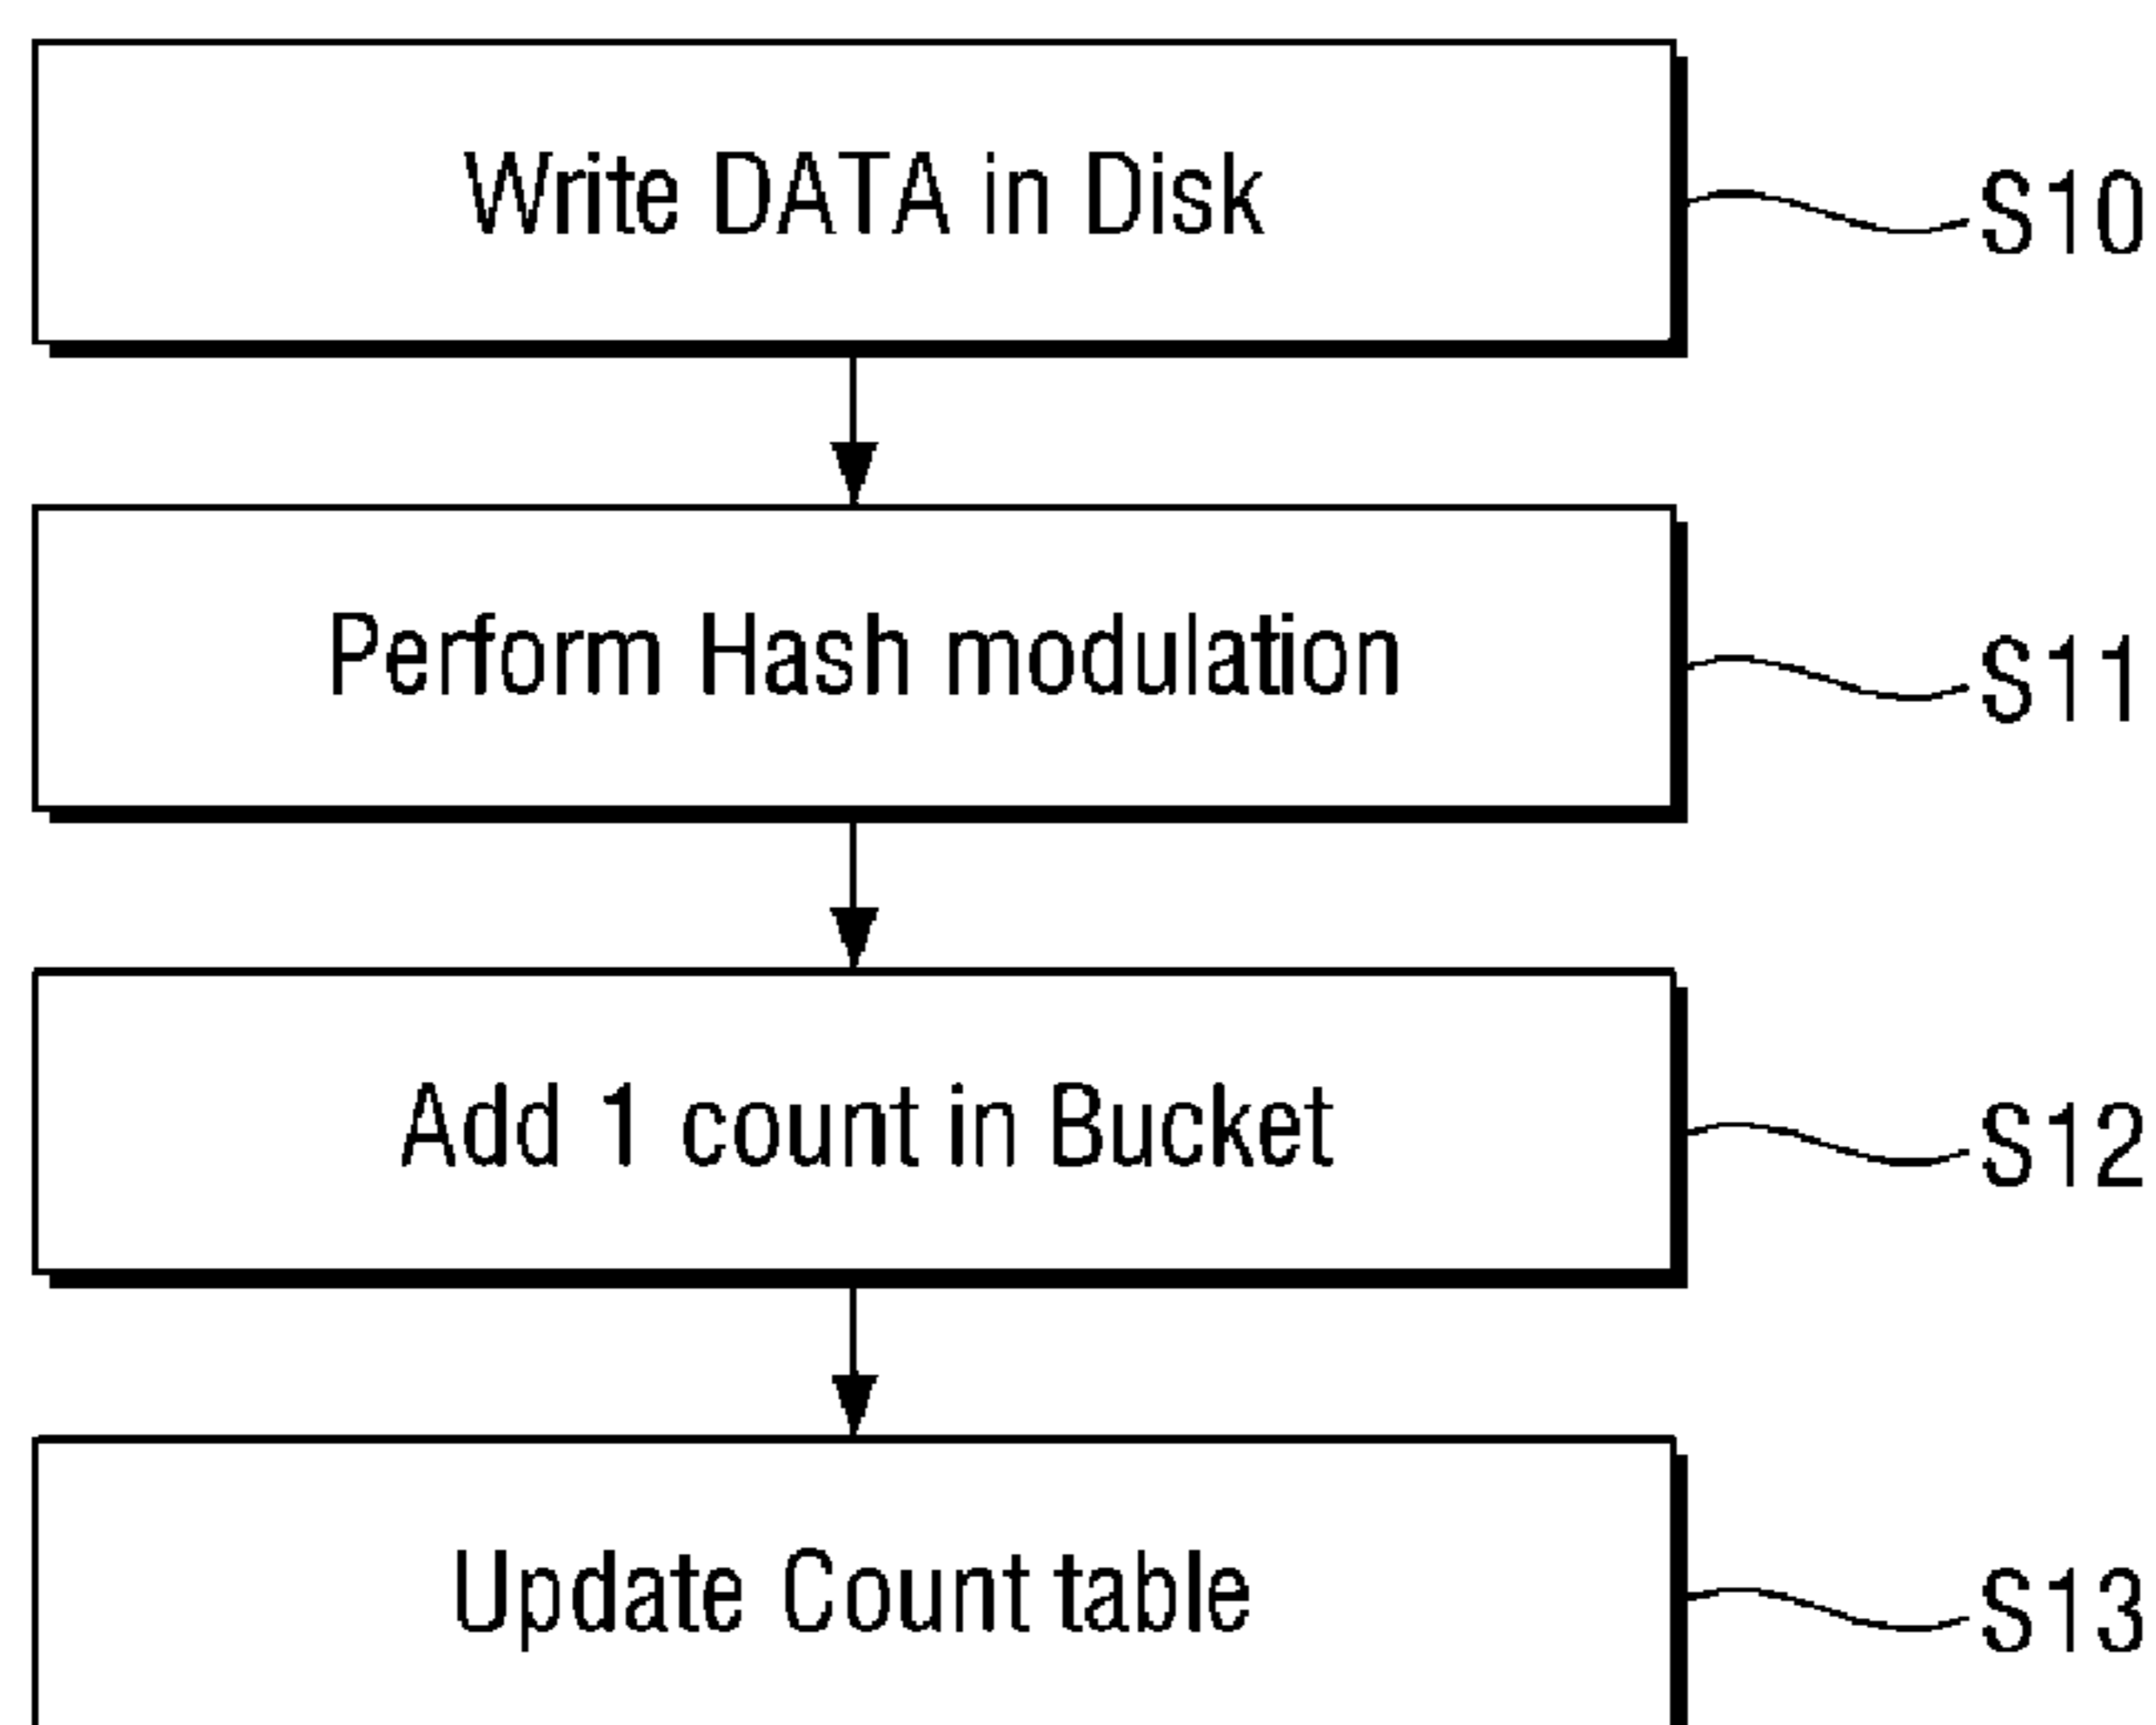 Write DATA in Disk
S10
Perform Hash modulation
S11
Add 1 count in Bucket
S12
Update Count table
S13